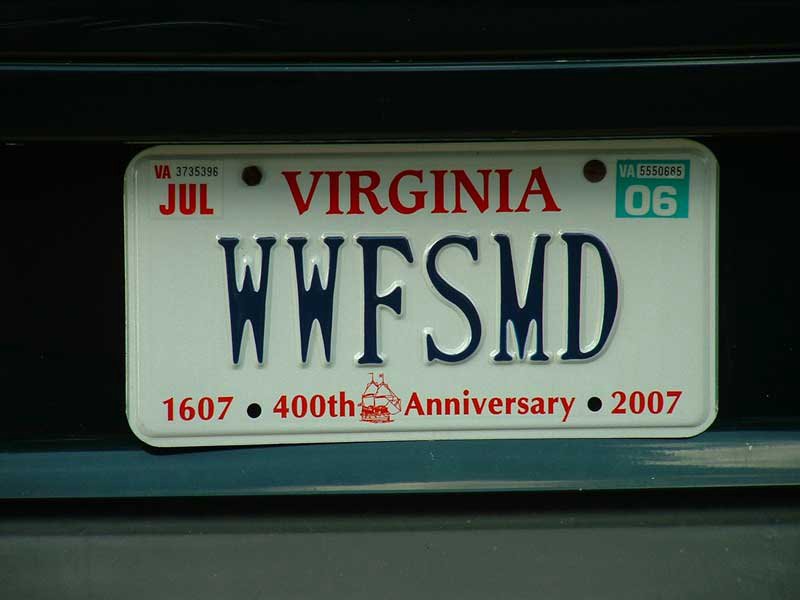 VA 3735396
JUL
VIRGINIA
VA 5550685
06
WWFSMD
1607 • 400th Anniversary • 2007